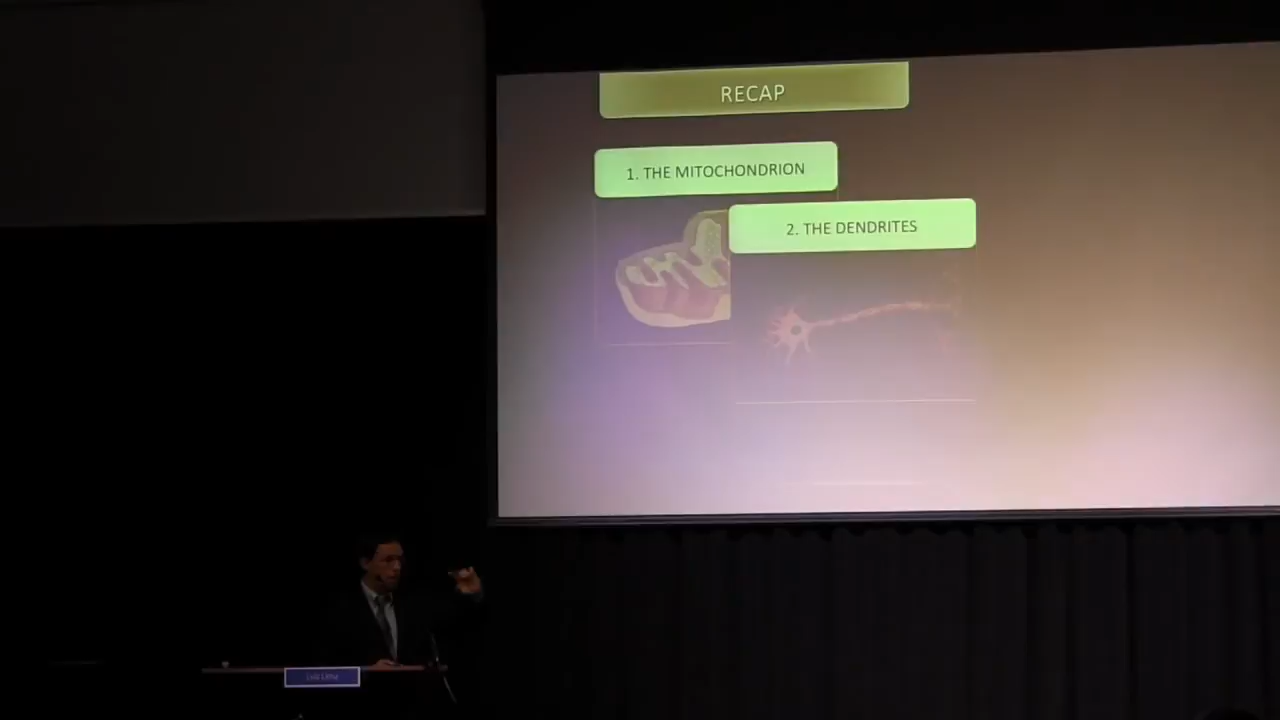 RECAP
1. THE MITOCHONDRION
2. THE DENDRITES